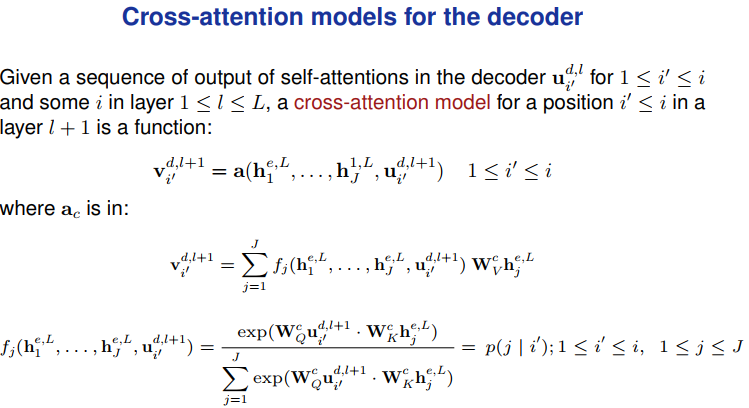 Cross-attention models for the decoder
Given a sequence of output of self-attentions in the decoder $\mathbf{u}_{i'}^{d,l}$ for $1 \leq i' \leq i$
and some $i$ in layer $1 \leq l \leq L$, a cross-attention model for a position $i' \leq i$ in a
layer $l + 1$ is a function:
$\mathbf{v}_{i'}^{d,l+1} = \mathbf{a}(\mathbf{h}_1^{e,L}, \ldots, \mathbf{h}_J^{1,L}, \mathbf{u}_{i'}^{d,l+1}) \quad 1 \leq i' \leq i$
where $\mathbf{a}_c$ is in:
$\mathbf{v}_{i'}^{d,l+1} = \sum_{j=1}^{J} f_j(\mathbf{h}_1^{e,L}, \ldots, \mathbf{h}_J^{e,L}, \mathbf{u}_{i'}^{d,l+1}) \, \mathbf{W}_V^c \mathbf{h}_j^{e,L}$
$f_j(\mathbf{h}_1^{e,L}, \ldots, \mathbf{h}_J^{e,L}, \mathbf{u}_{i'}^{d,l+1}) = \frac{\exp(\mathbf{W}_Q^c \mathbf{u}_{i'}^{d,l+1} \cdot \mathbf{W}_K^c \mathbf{h}_j^{e,L})}{\sum_{j=1}^{J} \exp(\mathbf{W}_Q^c \mathbf{u}_{i'}^{d,l+1} \cdot \mathbf{W}_K^c \mathbf{h}_j^{e,L})} = p(j \mid i'); 1 \leq i' \leq i, \; 1 \leq j \leq J$